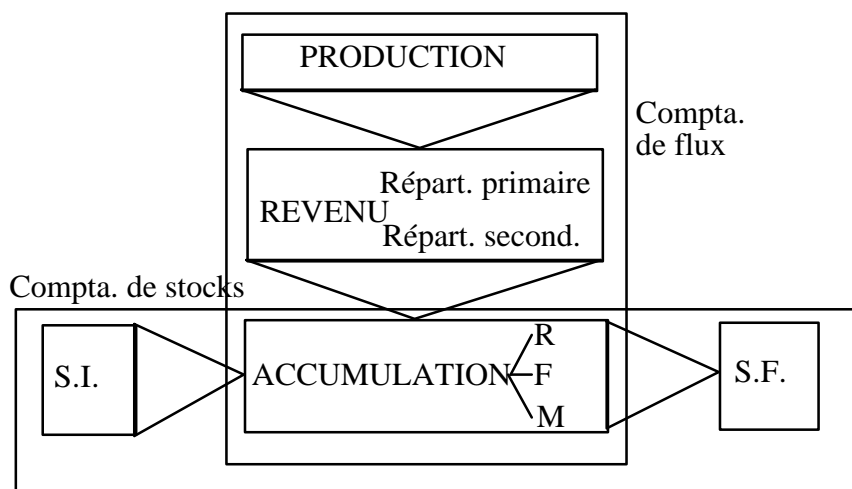 PRODUCTION
Compta.
de flux
Répart. primaire
REVENU
Répart. second.
Compta. de stocks
S.I.
ACCUMULATION
R
F
M
S.F.